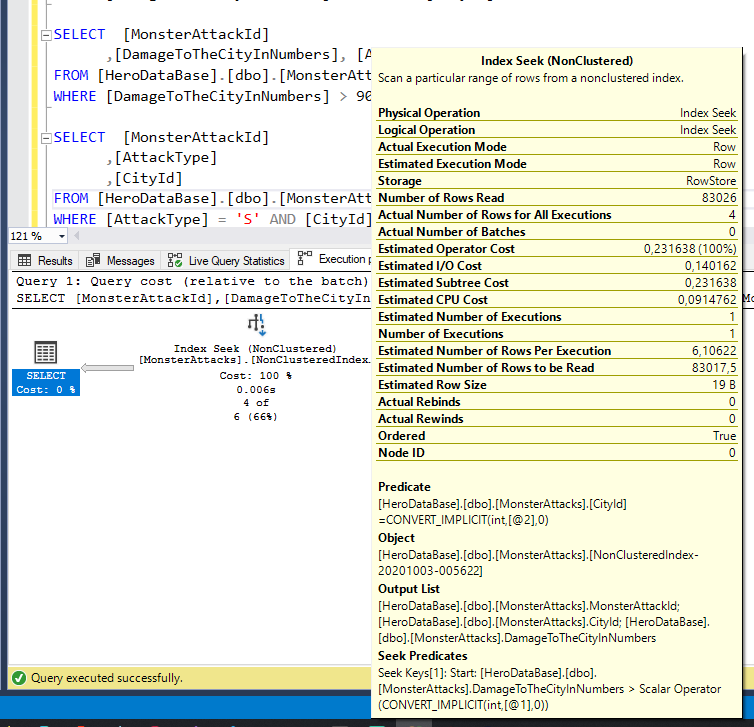 SELECT [MonsterAttackId]
,[DamageToTheCityInNumbers], [A
FROM [HeroDataBase].[dbo].[MonsterAtt
WHERE [DamageToTheCityInNumbers] > 90
SELECT [MonsterAttackId]
,[AttackType]
,[CityId]
FROM [HeroDataBase].[dbo].[MonsterAtt
WHERE [AttackType] = 'S' AND [CityId]
121 %
Results Messages Live Query Statistics Execution p
Query 1: Query cost (relative to the batch)
SELECT [MonsterAttackId],[DamageToTheCityIn
Mo
SELECT
Cost: 0 %
Index Seek (NonClustered)
[MonsterAttacks].[NonClusteredIndex
Cost: 100 %
0.006s
4 of
6 (66%)
Query executed successfully.
Index Seek (NonClustered)
Scan a particular range of rows from a nonclustered index.
Physical Operation Index Seek
Logical Operation Index Seek
Actual Execution Mode Row
Estimated Execution Mode Row
Storage RowStore
Number of Rows Read 83026
Actual Number of Rows for All Executions 4
Actual Number of Batches 0
Estimated Operator Cost 0,231638 (100%)
Estimated I/O Cost 0,140162
Estimated Subtree Cost 0,231638
Estimated CPU Cost 0,0914762
Estimated Number of Executions 1
Number of Executions 1
Estimated Number of Rows Per Execution 6,10622
Estimated Number of Rows to be Read 83017,5
Estimated Row Size 19 B
Actual Rebinds 0
Actual Rewinds 0
Ordered True
Node ID 0
Predicate
[HeroDataBase].[dbo].[MonsterAttacks].[CityId]
=CONVERT_IMPLICIT(int,[@2],0)
Object
[HeroDataBase].[dbo].[MonsterAttacks].[NonClusteredIndex-
20201003-005622]
Output List
[HeroDataBase].[dbo].[MonsterAttacks].MonsterAttackId;
[HeroDataBase].[dbo].[MonsterAttacks].CityId; [HeroDataBase].
[dbo].[MonsterAttacks].DamageToTheCityInNumbers
Seek Predicates
Seek Keys[1]: Start: [HeroDataBase].[dbo].
[MonsterAttacks].DamageToTheCityInNumbers > Scalar Operator
(CONVERT_IMPLICIT(int,[@1],0))